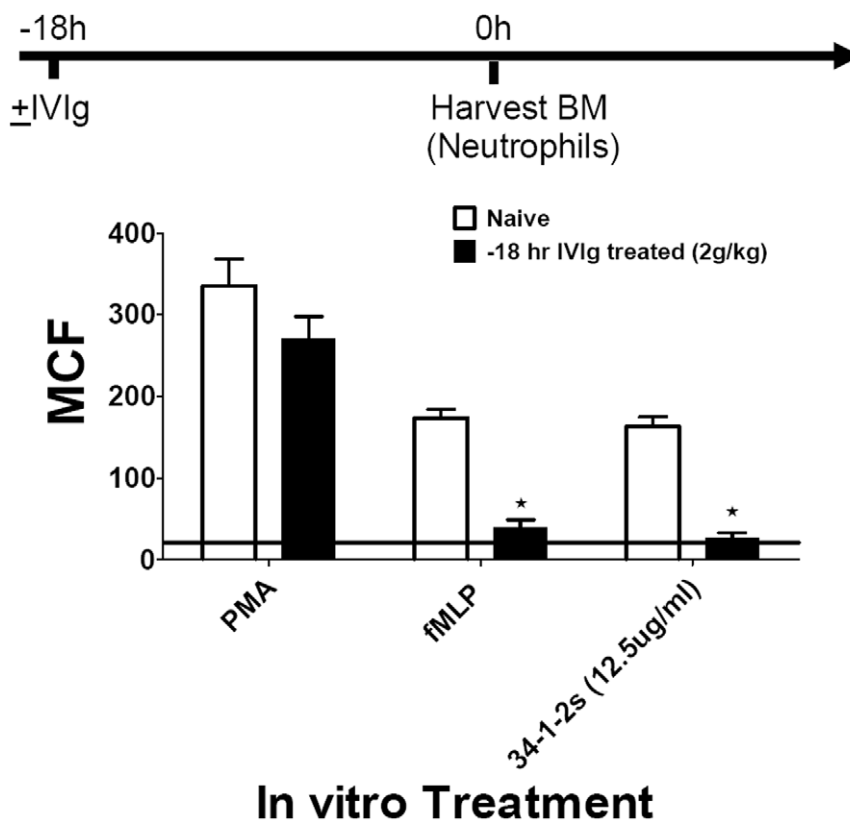 -18h 0h
+IVIg Harvest BM
(Neutrophils)
Naive
-18 hr IVIg treated (2g/kg)
400
300
200
100
0
MCF
★ ★
PMA fMLP 34-1-2s (12.5ug/ml)
In vitro Treatment